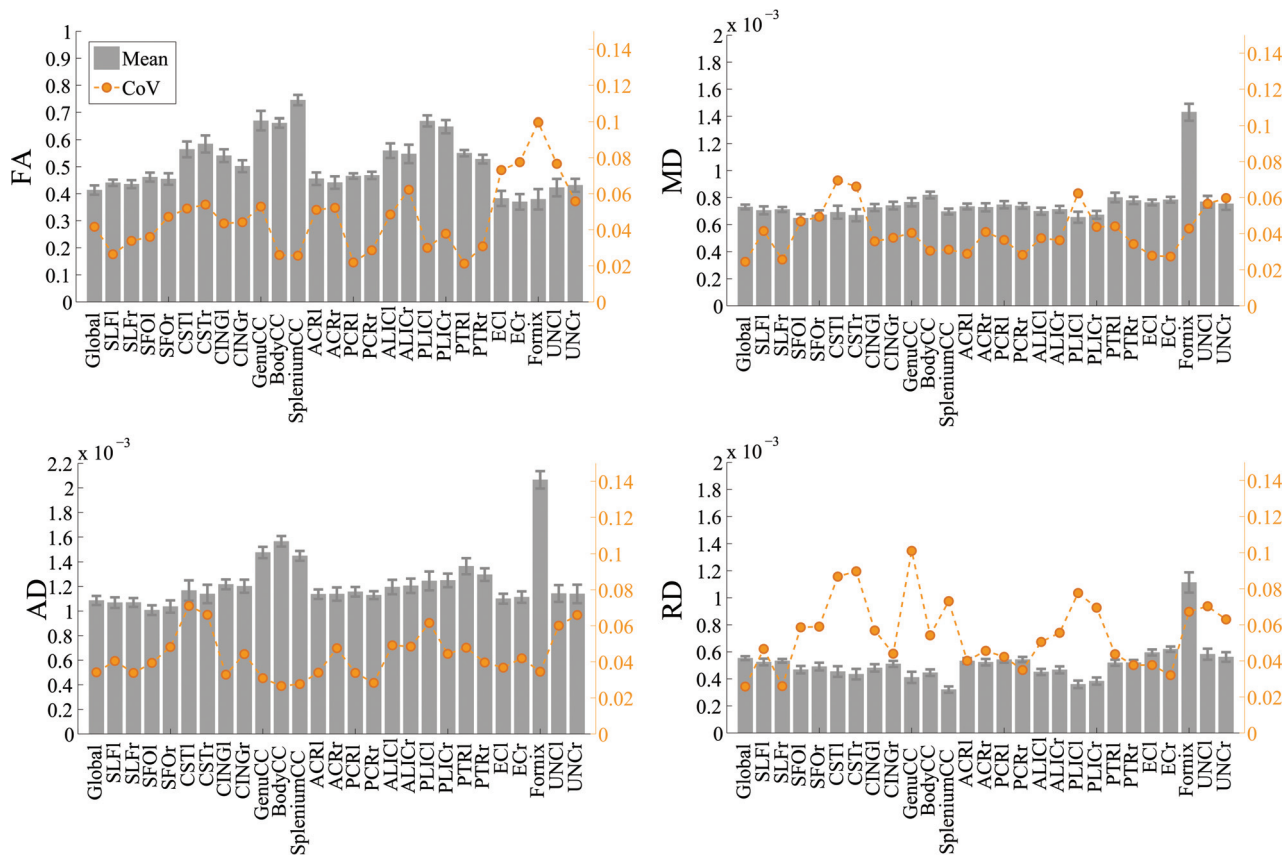 FA
1
0.9
0.8
0.7
0.6
0.5
0.4
0.3
0.2
0.1
0
Mean
CoV
0.14
0.12
0.1
0.08
0.06
0.04
0.02
0
Global
SLFl
SLFr
SFOl
SFOr
CSTl
CSTr
CINGl
CINGr
GenuCC
BodyCC
SpleniumCC
ACRl
ACRr
PCRl
PCRr
ALICl
ALICr
PLICl
PLICr
PTRl
PTRr
ECl
ECr
Fornix
UNCl
UNCr
MD
2 x 10 −3
1.8
1.6
1.4
1.2
1
0.8
0.6
0.4
0.2
0
0.14
0.12
0.1
0.08
0.06
0.04
0.02
0
Global
SLFl
SLFr
SFOl
SFOr
CSTl
CSTr
CINGl
CINGr
GenuCC
BodyCC
SpleniumCC
ACRl
ACRr
PCRl
PCRr
ALICl
ALICr
PLICl
PLICr
PTRl
PTRr
ECl
ECr
Fornix
UNCl
UNCr
AD
x 10 −3
2.2
2
1.8
1.6
1.4
1.2
1
0.8
0.6
0.4
0.2
0
0.14
0.12
0.1
0.08
0.06
0.04
0.02
0
Global
SLFl
SLFr
SFOl
SFOr
CSTl
CSTr
CINGl
CINGr
GenuCC
BodyCC
SpleniumCC
ACRl
ACRr
PCRl
PCRr
ALICl
ALICr
PLICl
PLICr
PTRl
PTRr
ECl
ECr
Fornix
UNCl
UNCr
RD
2 x 10 −3
1.8
1.6
1.4
1.2
1
0.8
0.6
0.4
0.2
0
0.14
0.12
0.1
0.08
0.06
0.04
0.02
0
Global
SLFl
SLFr
SFOl
SFOr
CSTl
CSTr
CINGl
CINGr
GenuCC
BodyCC
SpleniumCC
ACRl
ACRr
PCRl
PCRr
ALICl
ALICr
PLICl
PLICr
PTRl
PTRr
ECl
ECr
Fornix
UNCl
UNCr